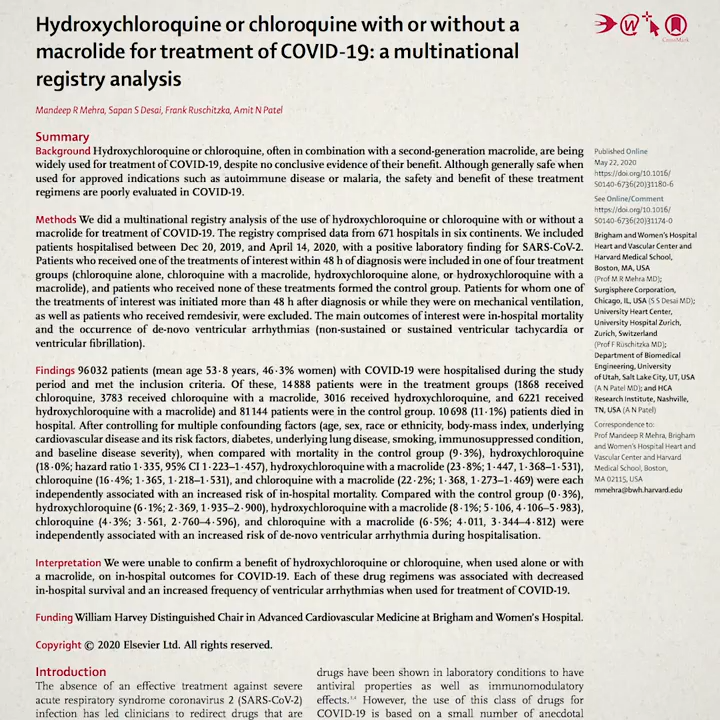 Hydroxychloroquine or chloroquine with or without a
macrolide for treatment of COVID-19: a multinational
registry analysis
CrossMark
Mandeep R Mehra, Sapan S Desai, Frank Ruschitzka, Amit N Patel
Summary
Background Hydroxychloroquine or chloroquine, often in combination with a second-generation macrolide, are being
widely used for treatment of COVID-19, despite no conclusive evidence of their benefit. Although generally safe when
used for approved indications such as autoimmune disease or malaria, the safety and benefit of these treatment
regimens are poorly evaluated in COVID-19.
Methods We did a multinational registry analysis of the use of hydroxychloroquine or chloroquine with or without a
macrolide for treatment of COVID-19. The registry comprised data from 671 hospitals in six continents. We included
patients hospitalised between Dec 20, 2019, and April 14, 2020, with a positive laboratory finding for SARS-CoV-2.
Patients who received one of the treatments of interest within 48 h of diagnosis were included in one of four treatment
groups (chloroquine alone, chloroquine with a macrolide, hydroxychloroquine alone, or hydroxychloroquine with a
macrolide), and patients who received none of these treatments formed the control group. Patients for whom one of
the treatments of interest was initiated more than 48 h after diagnosis or while they were on mechanical ventilation,
as well as patients who received remdesivir, were excluded. The main outcomes of interest were in-hospital mortality
and the occurrence of de-novo ventricular arrhythmias (non-sustained or sustained ventricular tachycardia or
ventricular fibrillation).
Findings 96 032 patients (mean age 53·8 years, 46·3% women) with COVID-19 were hospitalised during the study
period and met the inclusion criteria. Of these, 14 888 patients were in the treatment groups (1868 received
chloroquine, 3783 received chloroquine with a macrolide, 3016 received hydroxychloroquine, and 6221 received
hydroxychloroquine with a macrolide) and 81 144 patients were in the control group. 10 698 (11·1%) patients died in
hospital. After controlling for multiple confounding factors (age, sex, race or ethnicity, body-mass index, underlying
cardiovascular disease and its risk factors, diabetes, underlying lung disease, smoking, immunosuppressed condition,
and baseline disease severity), when compared with mortality in the control group (9·3%), hydroxychloroquine
(18·0%; hazard ratio 1·335, 95% CI 1·223–1·457), hydroxychloroquine with a macrolide (23·8%; 1·447, 1·368–1·531),
chloroquine (16·4%; 1·365, 1·218–1·531), and chloroquine with a macrolide (22·2%; 1·368, 1·273–1·469) were each
independently associated with an increased risk of in-hospital mortality. Compared with the control group (0·3%),
hydroxychloroquine (6·1%; 2·369, 1·935–2·900), hydroxychloroquine with a macrolide (8·1%; 5·106, 4·106–5·983),
chloroquine (4·3%; 3·561, 2·760–4·596), and chloroquine with a macrolide (6·5%; 4·011, 3·344–4·812) were
independently associated with an increased risk of de-novo ventricular arrhythmia during hospitalisation.
Interpretation We were unable to confirm a benefit of hydroxychloroquine or chloroquine, when used alone or with
a macrolide, on in-hospital outcomes for COVID-19. Each of these drug regimens was associated with decreased
in-hospital survival and an increased frequency of ventricular arrhythmias when used for treatment of COVID-19.
Funding William Harvey Distinguished Chair in Advanced Cardiovascular Medicine at Brigham and Women's Hospital.
Copyright © 2020 Elsevier Ltd. All rights reserved.
Introduction
The absence of an effective treatment against severe
acute respiratory syndrome coronavirus 2 (SARS-CoV-2)
infection has led clinicians to redirect drugs that are
drugs have been shown in laboratory conditions to have
antiviral properties as well as immunomodulatory
effects.¹,⁴ However, the use of this class of drugs for
COVID-19 is based on a small number of anecdotal
Published Online
May 22, 2020
https://doi.org/10.1016/
S0140-6736(20)31180-6
See Online/Comment
https://doi.org/10.1016/
S0140-6736(20)31174-0
Brigham and Women's Hospital
Heart and Vascular Center and
Harvard Medical School,
Boston, MA, USA
(Prof M R Mehra MD);
Surgisphere Corporation,
Chicago, IL, USA (S S Desai MD);
University Heart Center,
University Hospital Zurich,
Zurich, Switzerland
(Prof F Ruschitzka MD);
Department of Biomedical
Engineering, University
of Utah, Salt Lake City, UT, USA
(A N Patel MD); and HCA
Research Institute, Nashville,
TN, USA (A N Patel)
Correspondence to:
Prof Mandeep R Mehra, Brigham
and Women's Hospital Heart and
Vascular Center and Harvard
Medical School, Boston,
MA 02115, USA
mmehra@bwh.harvard.edu